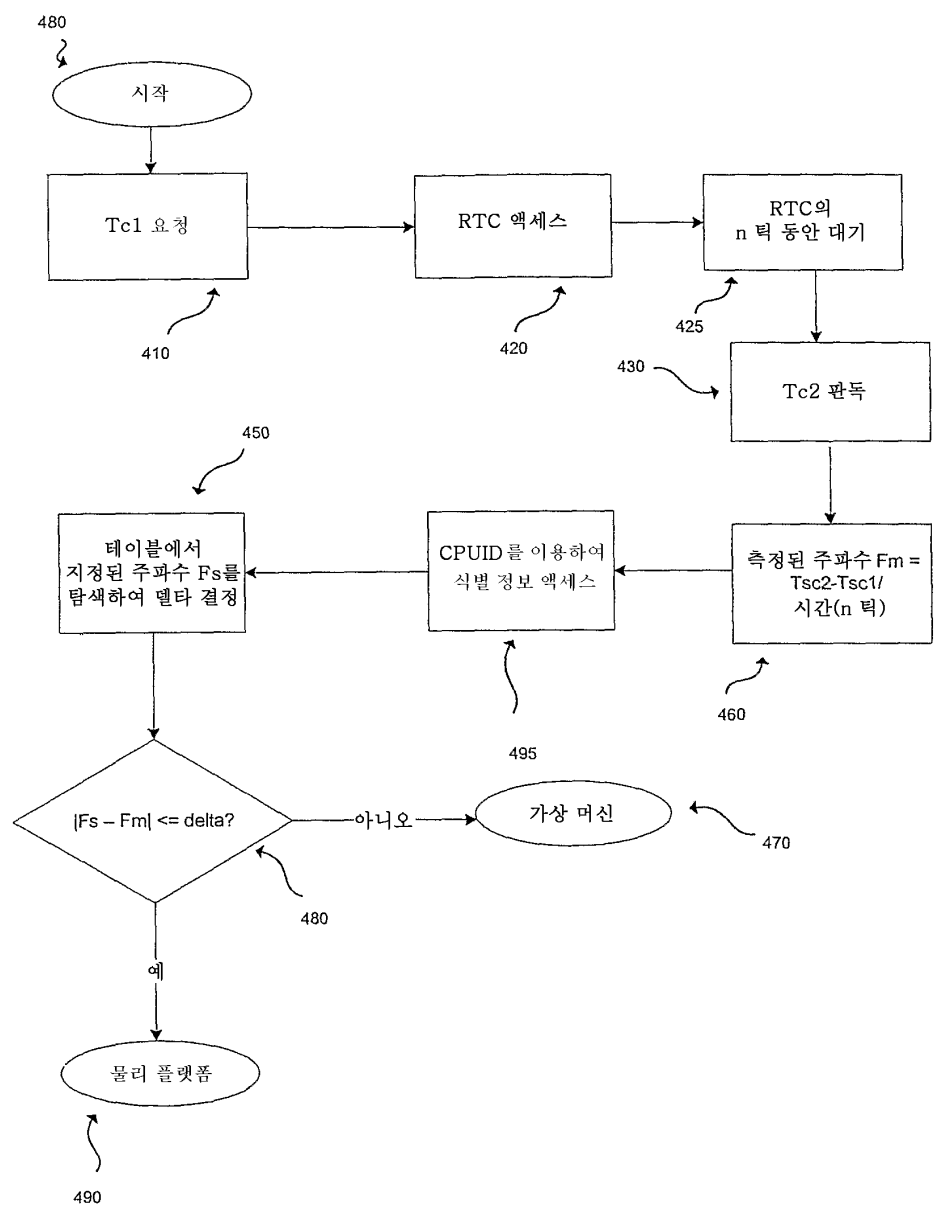 480
시작
Tc1 요청
410
RTC 액세스
420
RTC의
n 틱 동안 대기
425
430
Tc2 판독
측정된 주파수 Fm =
Tsc2-Tsc1/
시간(n 틱)
460
CPUID를 이용하여
식별 정보 액세스
495
450
테이블에서
지정된 주파수 Fs를
탐색하여 델타 결정
|Fs – Fm| <= delta?
480
아니오
가상 머신
470
예
물리 플랫폼
490